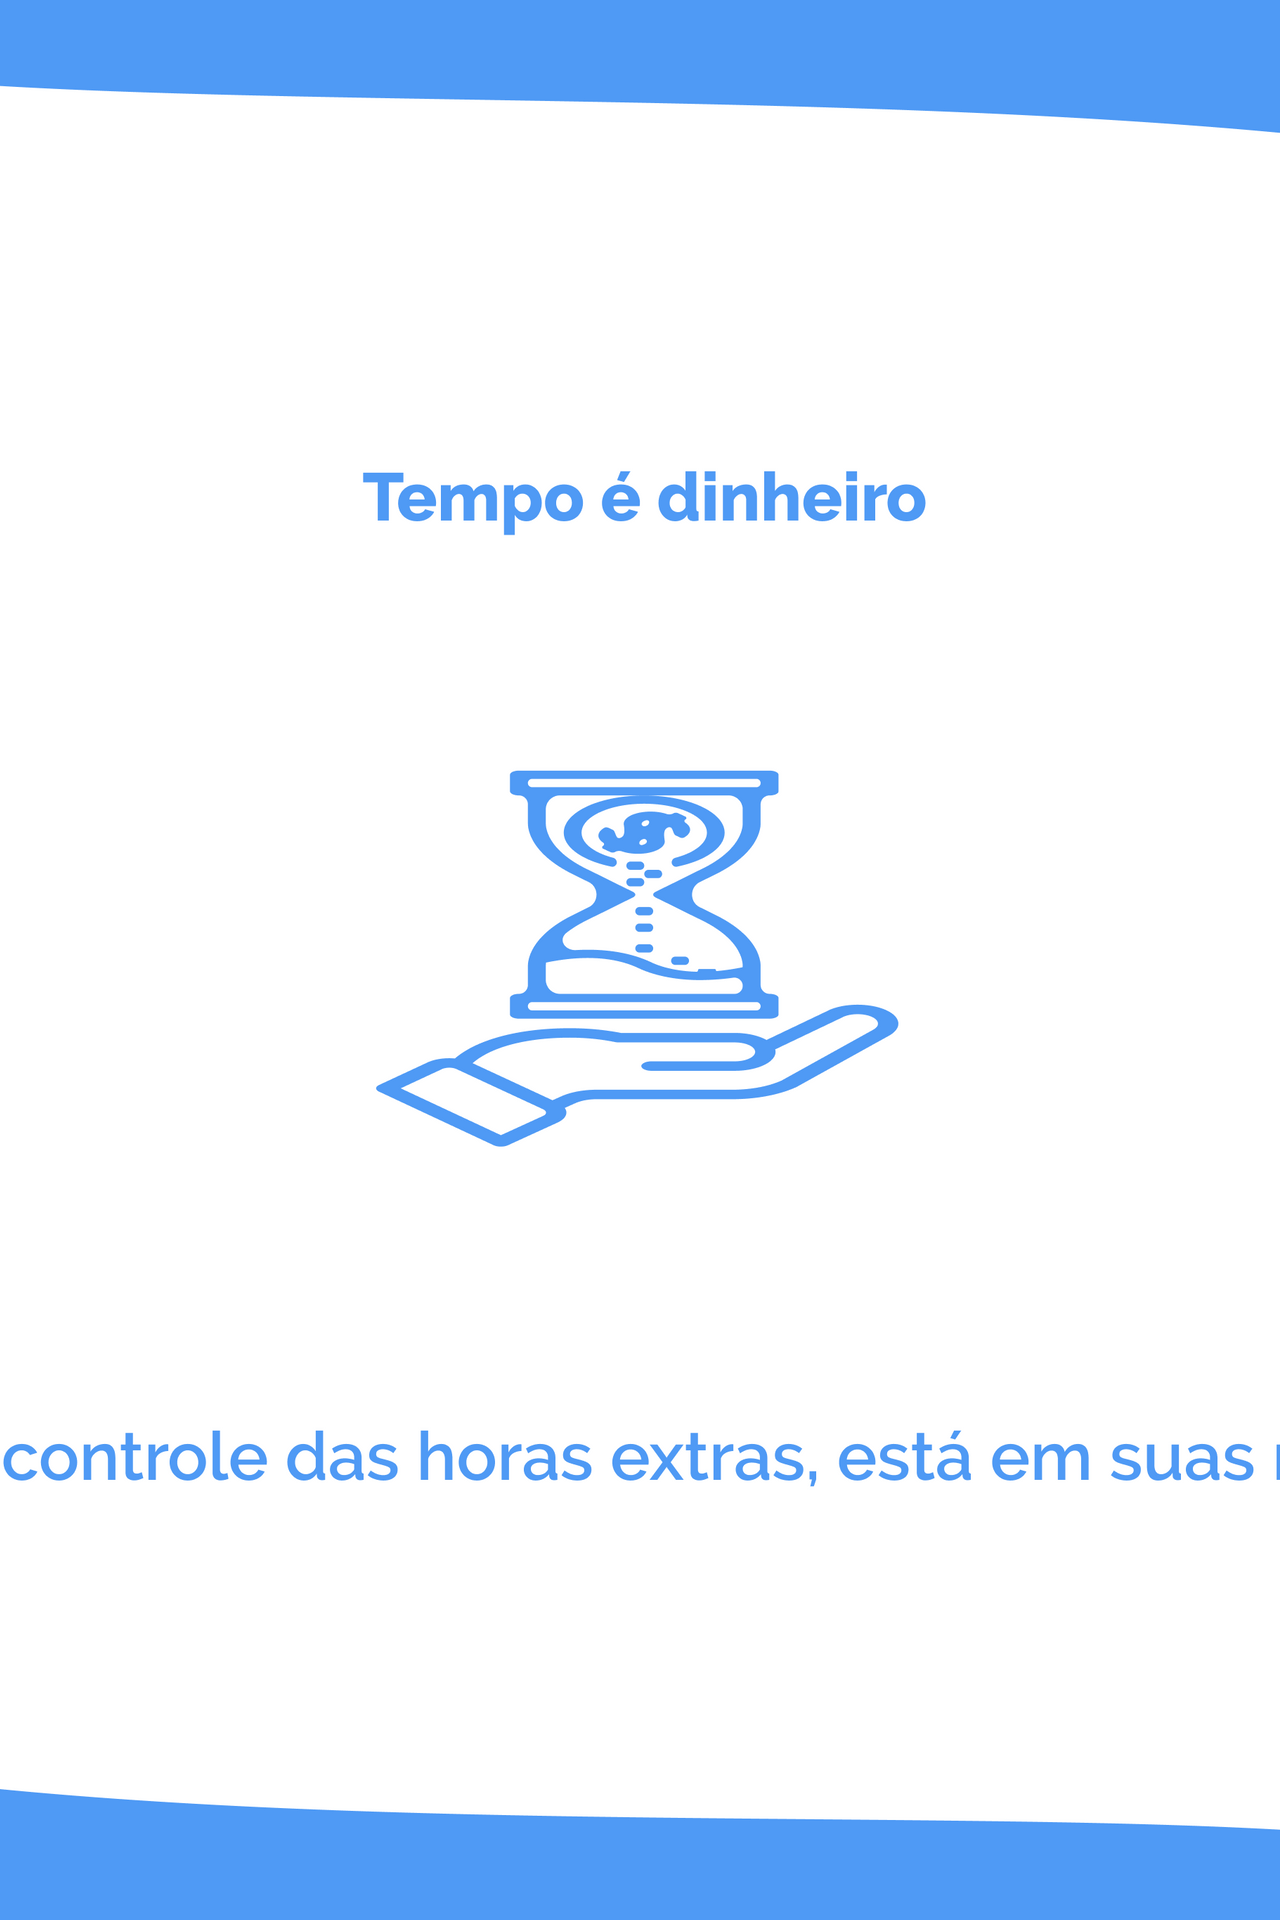 Tempo é dinheiro
controle das horas extras, está em suas